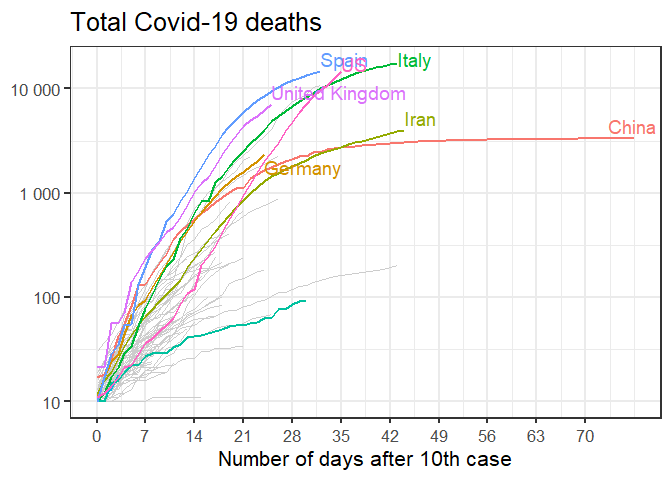 Total Covid-19 deaths
Spain
US
Italy
United Kingdom
Iran
China
Germany
10 000
1 000
100
10
0 7 14 21 28 35 42 49 56 63 70
Number of days after 10th case